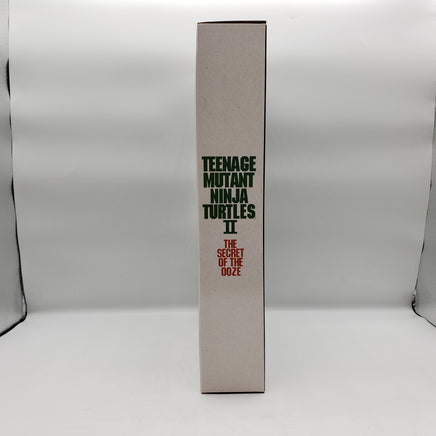 TEENAGE
MUTANT
NINJA
TURTLES
II
THE
SECRET
OF THE
OOZE